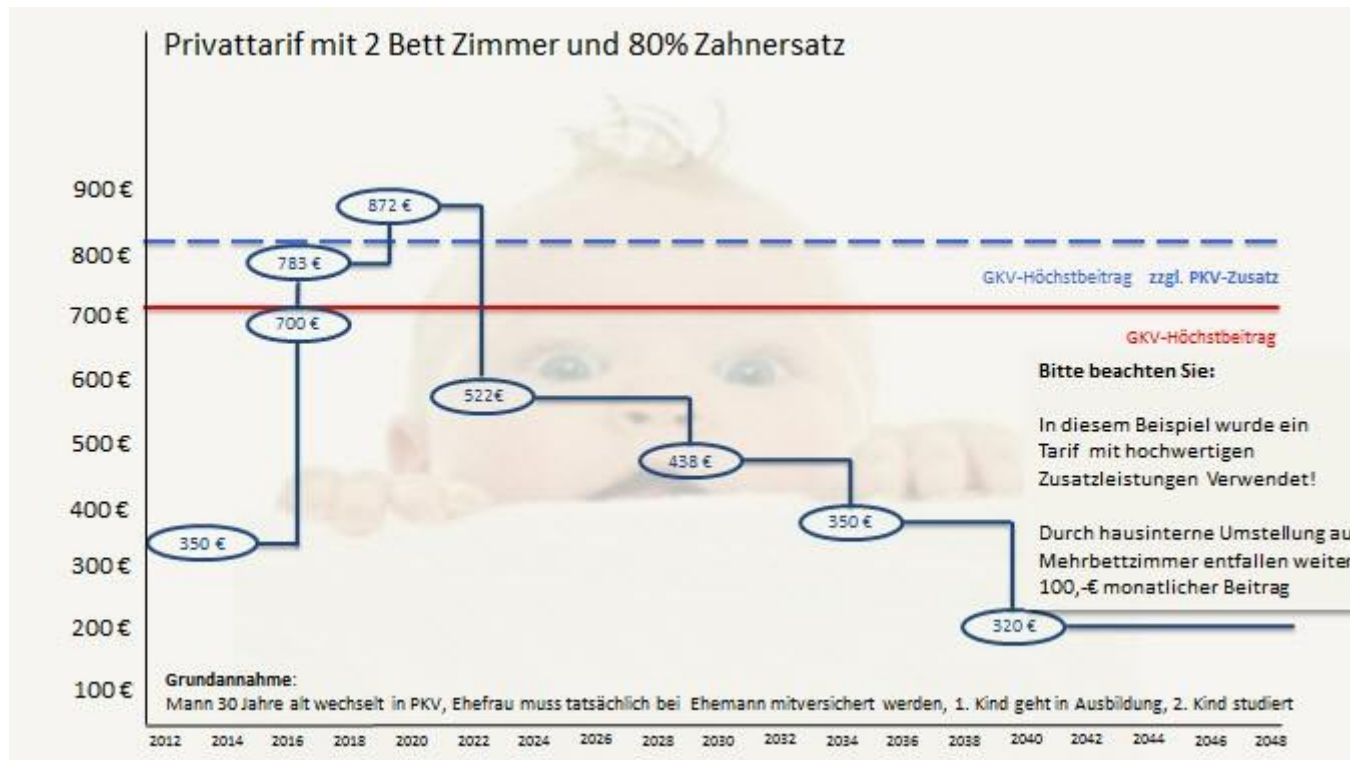 Privattarif mit 2 Bett Zimmer und 80% Zahnersatz
900 €
872 €
800 €
783 €
GKV-Höchstbeitrag zzgl. PKV-Zusatz
700 €
700 €
GKV-Höchstbeitrag
600 €
522€
500 €
438 €
400 €
350 €
350 €
300 €
320 €
200 €
100 €
Bitte beachten Sie:
In diesem Beispiel wurde ein
Tarif mit hochwertigen
Zusatzleistungen Verwendet!
Durch hausinterne Umstellung au
Mehrbettzimmer entfallen weiter
100,-€ monatlicher Beitrag
Grundannahme:
Mann 30 Jahre alt wechselt in PKV, Ehefrau muss tatsächlich bei Ehemann mitversichert werden, 1. Kind geht in Ausbildung, 2. Kind studiert
2012 2014 2016 2018 2020 2022 2024 2026 2028 2030 2032 2034 2036 2038 2040 2042 2044 2046 2048